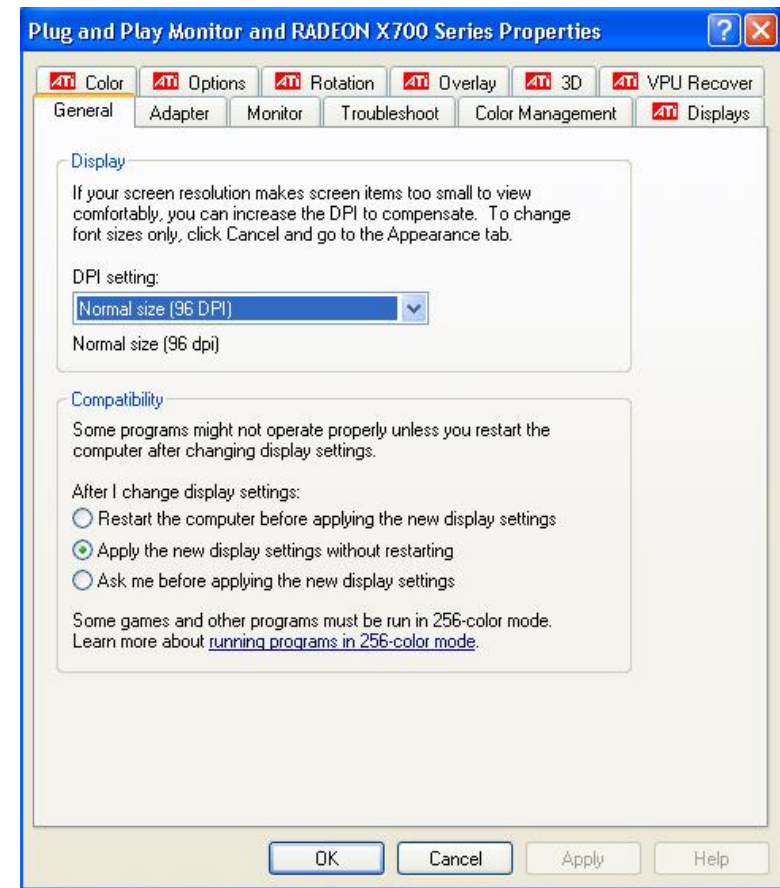 Plug and Play Monitor and RADEON X700 Series Properties
ATI Color ATI Options ATI Rotation ATI Overlay ATI 3D ATI VPU Recover
General Adapter Monitor Troubleshoot Color Management ATI Displays
Display
If your screen resolution makes screen items too small to view
comfortably, you can increase the DPI to compensate. To change
font sizes only, click Cancel and go to the Appearance tab.
DPI setting:
Normal size (96 DPI)
Normal size (96 dpi)
Compatibility
Some programs might not operate properly unless you restart the
computer after changing display settings.
After I change display settings:
Restart the computer before applying the new display settings
Apply the new display settings without restarting
Ask me before applying the new display settings
Some games and other programs must be run in 256-color mode.
Learn more about running programs in 256-color mode.
OK Cancel Apply Help